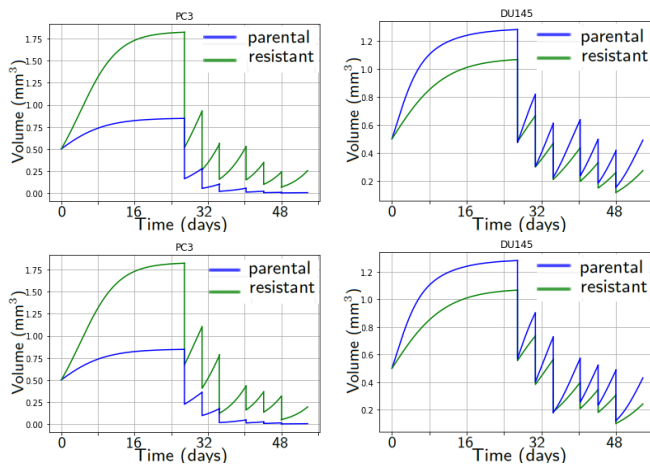 PC3
Volume (mm³)
1.75
1.50
1.25
1.00
0.75
0.50
0.25
0.00
parental
resistant
0
16
32
48
Time (days)
DU145
Volume (mm³)
1.2
1.0
0.8
0.6
0.4
0.2
parental
resistant
0
16
32
48
Time (days)
PC3
Volume (mm³)
1.75
1.50
1.25
1.00
0.75
0.50
0.25
0.00
parental
resistant
0
16
32
48
Time (days)
DU145
Volume (mm³)
1.2
1.0
0.8
0.6
0.4
0.2
parental
resistant
0
16
32
48
Time (days)